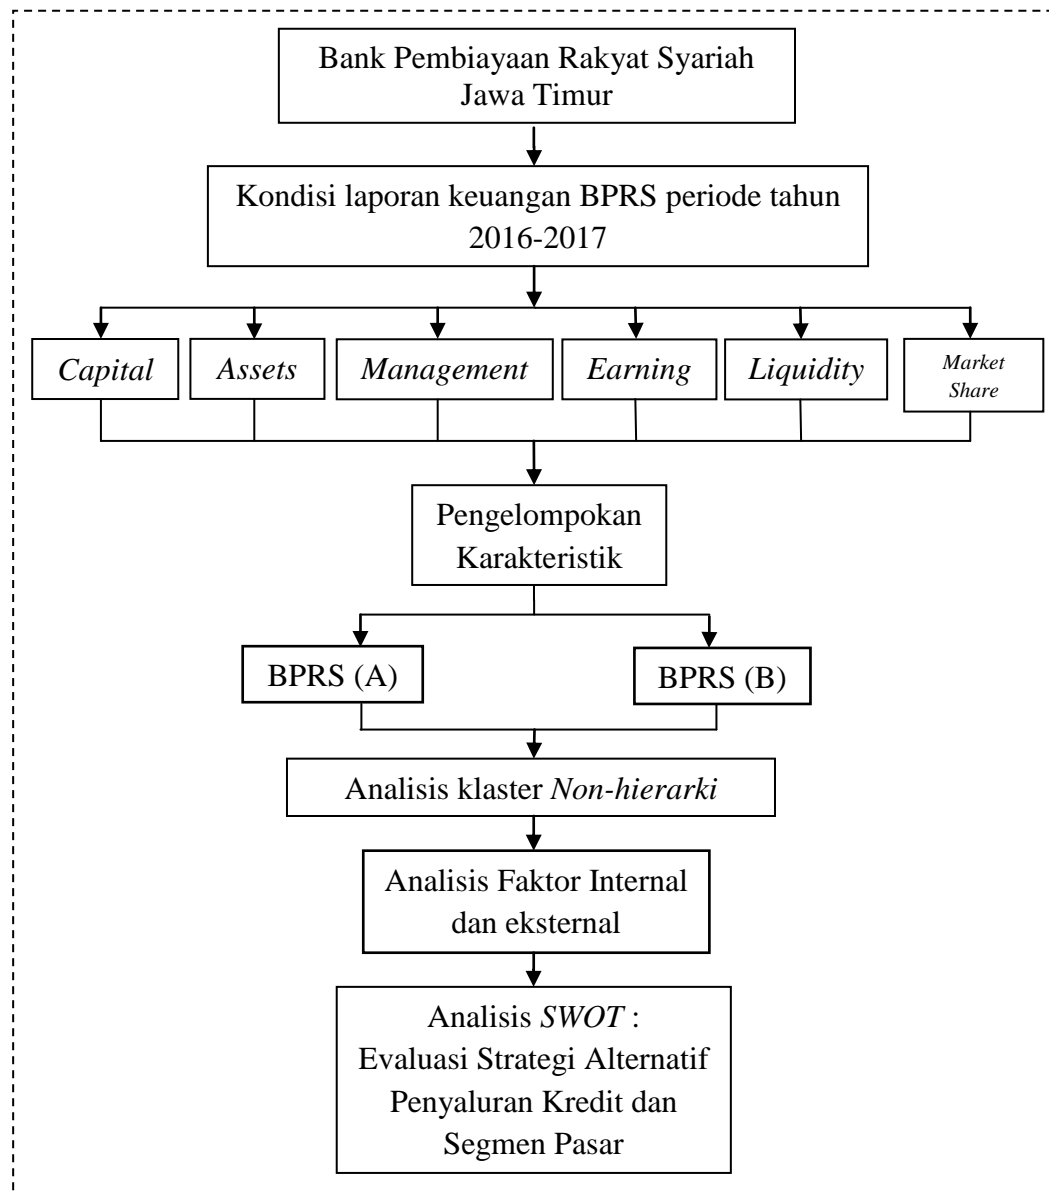 Bank Pembiayaan Rakyat Syariah
Jawa Timur
Kondisi laporan keuangan BPRS periode tahun
2016-2017
Capital
Assets
Management
Earning
Liquidity
Market
Share
Pengelompokan
Karakteristik
BPRS (A)
BPRS (B)
Analisis klaster Non-hierarki
Analisis Faktor Internal
dan eksternal
Analisis SWOT :
Evaluasi Strategi Alternatif
Penyaluran Kredit dan
Segmen Pasar